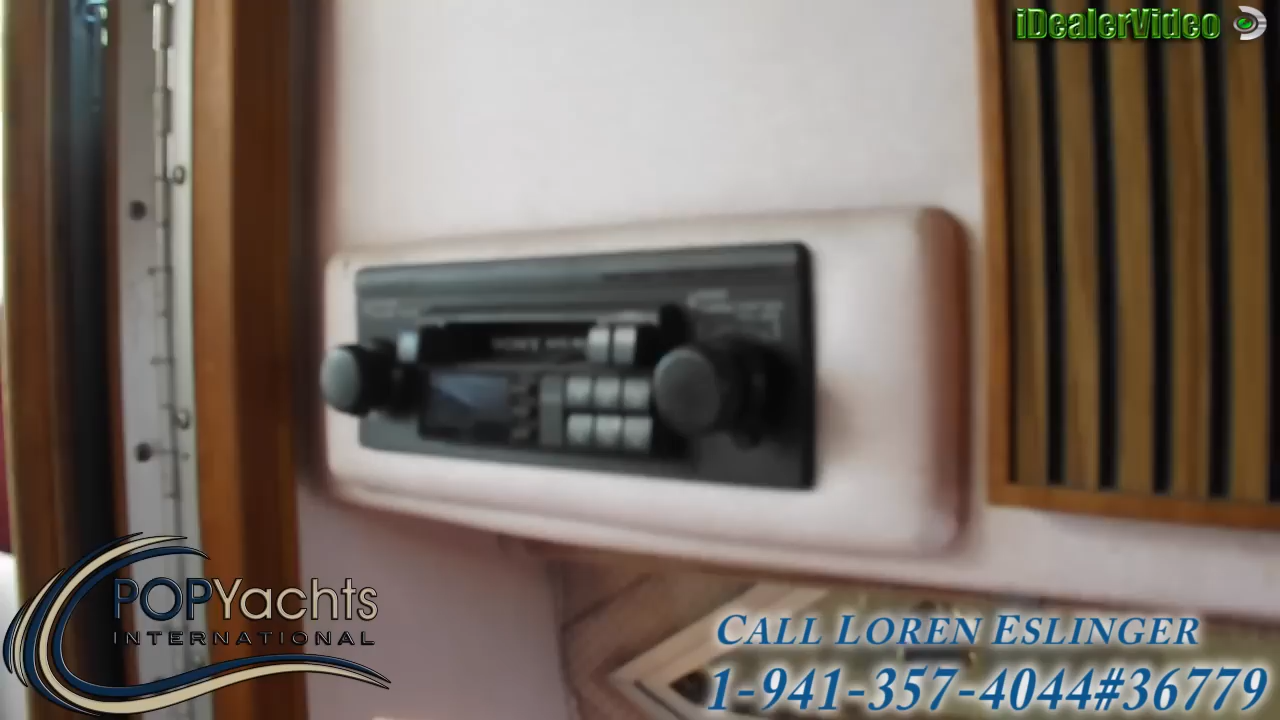 iDealerVideo
POPYachts
INTERNATIONAL
CALL LOREN ESLINGER
1-941-357-4044#36779